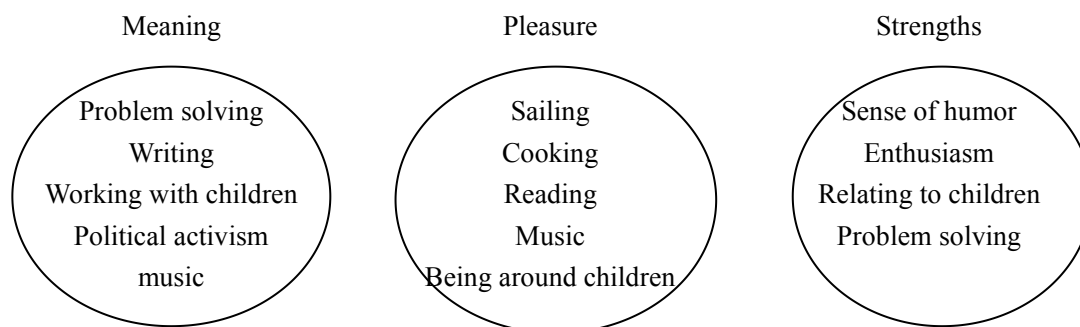 Meaning
Problem solving
Writing
Working with children
Political activism
music
Pleasure
Sailing
Cooking
Reading
Music
Being around children
Strengths
Sense of humor
Enthusiasm
Relating to children
Problem solving